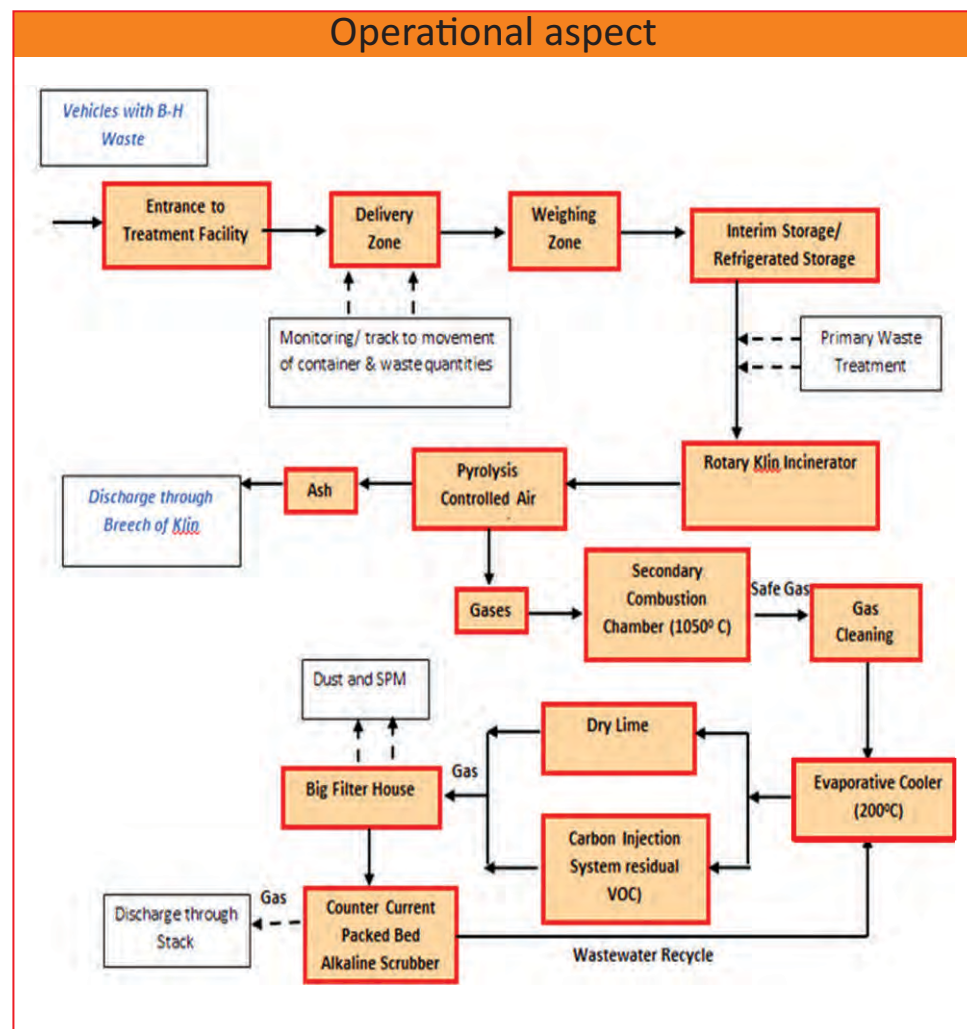 Operational aspect
Vehicles with B-H
Waste
Entrance to
Treatment Facility
Delivery
Zone
Weighing
Zone
Interim Storage/
Refrigerated Storage
Monitoring/ track to movement
of container & waste quantities
Primary Waste
Treatment
Rotary Klin Incinerator
Pyrolysis
Controlled Air
Ash
Discharge through
Breech of Klin
Gases
Secondary
Combustion
Chamber (1050⁰ C)
Safe Gas
Gas
Cleaning
Dust and SPM
Dry Lime
Evaporative Cooler
(200⁰C)
Gas
Big Filter House
Carbon Injection
System residual
VOC)
Discharge through
Stack
Gas
Counter Current
Packed Bed
Alkaline Scrubber
Wastewater Recycle